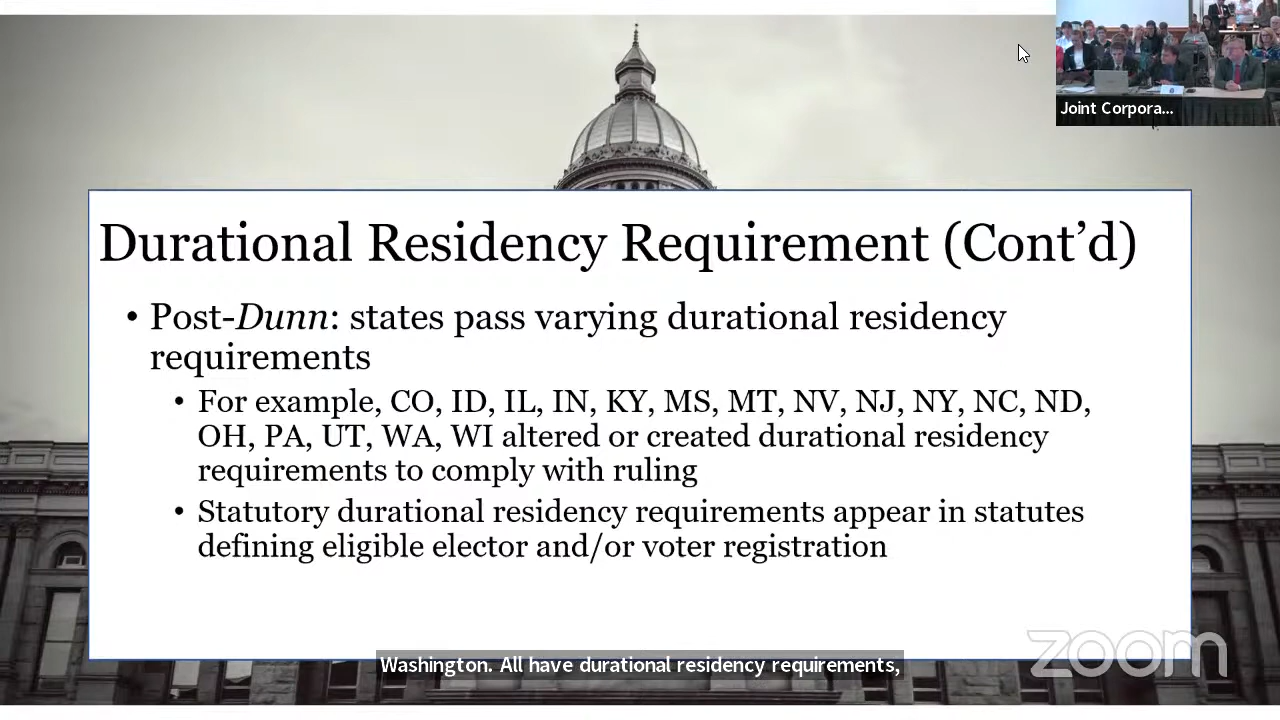 Joint Corpora...
Durational Residency Requirement (Cont’d)
• Post-Dunn: states pass varying durational residency
requirements
• For example, CO, ID, IL, IN, KY, MS, MT, NV, NJ, NY, NC, ND,
OH, PA, UT, WA, WI altered or created durational residency
requirements to comply with ruling
• Statutory durational residency requirements appear in statutes
defining eligible elector and/or voter registration
zoom
Washington. All have durational residency requirements,